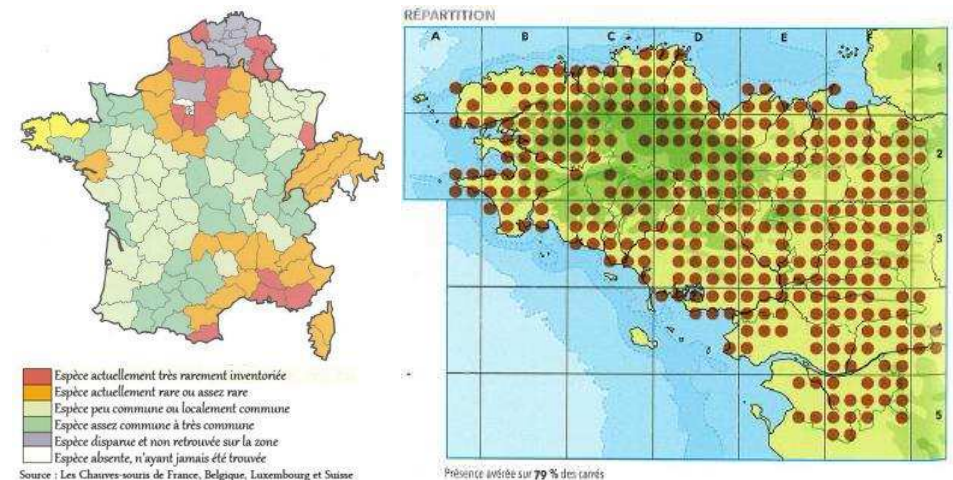 RÉPARTITION
A B C D E F
1
2
3
4
5
Espèce actuellement très rarement inventoriée
Espèce actuellement rare ou assez rare
Espèce peu commune ou localement commune
Espèce assez commune à très commune
Espèce disparue et non retrouvée sur la zone
Espèce absente, n'ayant jamais été trouvée
Source : Les Chauves-souris de France, Belgique, Luxembourg et Suisse
Présence avérée sur 79 % des carrés